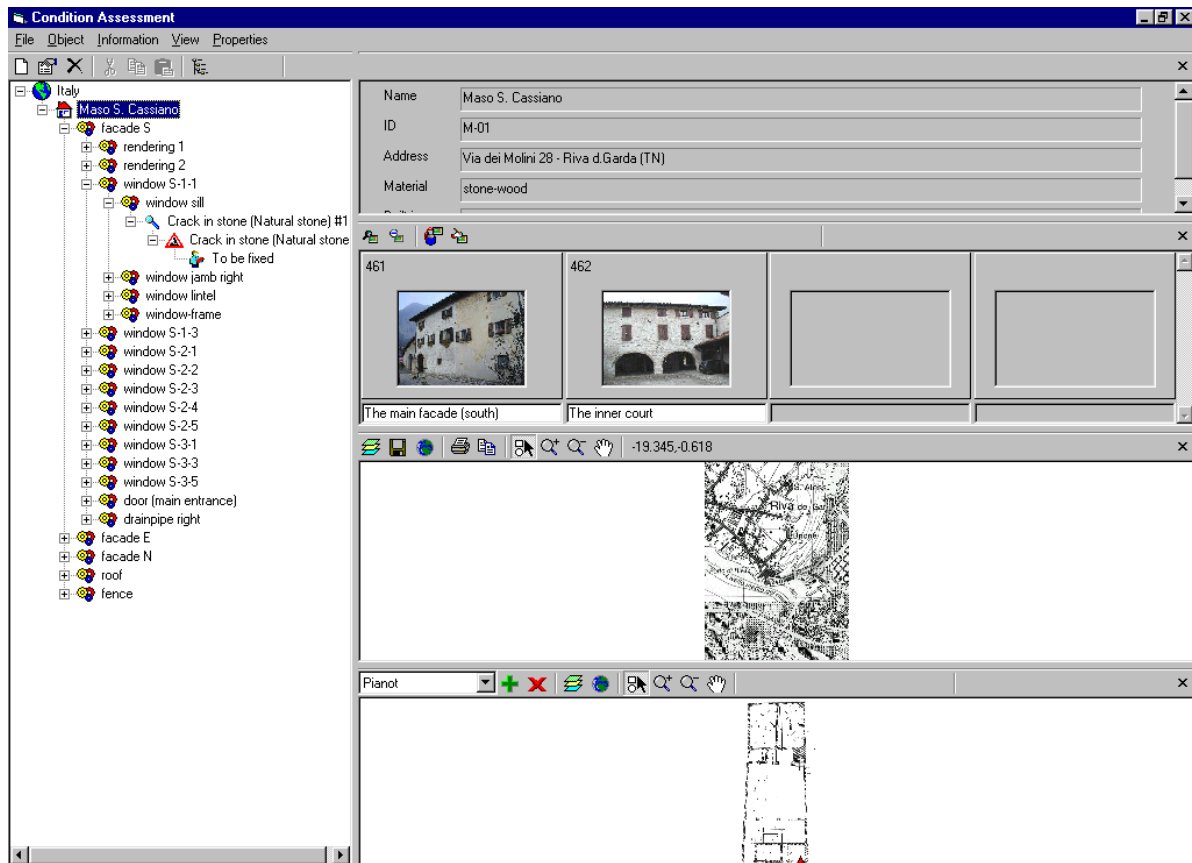 Condition Assessment
File Object Information View Properties
Italy
Maso S. Cassiano
facade S
rendering 1
rendering 2
window S-1-1
window sill
Crack in stone (Natural stone) #1
Crack in stone (Natural stone
To be fixed
window jamb right
window lintel
window-frame
window S-1-3
window S-2-1
window S-2-2
window S-2-3
window S-2-4
window S-2-5
window S-3-1
window S-3-3
window S-3-5
door (main entrance)
drainpipe right
facade E
facade N
roof
fence
Name Maso S. Cassiano
ID M-01
Address Via dei Molini 28 - Riva d.Garda (TN)
Material stone-wood
461 462
The main facade (south) The inner court
-19.345,-0.618
Riva del Gar
Pianot